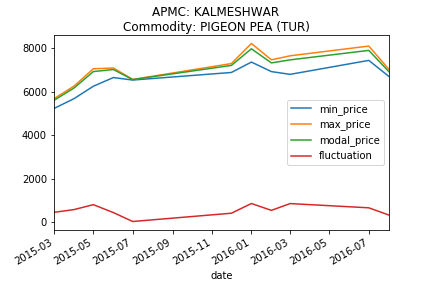 APMC: KALMESHWAR
Commodity: PIGEON PEA (TUR)
8000
6000
4000
2000
0
min_price
max_price
modal_price
fluctuation
2015-03
2015-05
2015-07
2015-09
2015-11
2016-01
2016-03
2016-05
2016-07
date